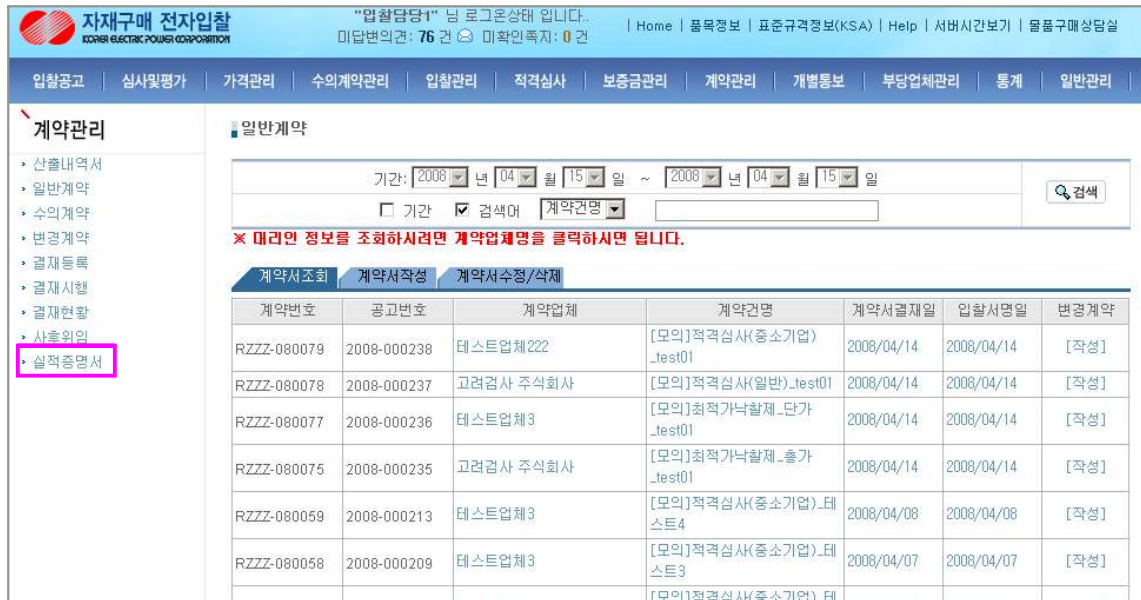 자재구매 전자입찰
KOREA ELECTRIC POWER CORPORATION
"입찰담당1" 님 로그온상태 입니다..
미답변의견: 76 건 미확인쪽지: 0 건
| Home | 품목정보 | 표준규격정보(KSA) | Help | 서버시간보기 | 물품구매상담실
입찰공고 | 심사및평가 | 가격관리 | 수의계약관리 | 입찰관리 | 적격심사 | 보증금관리 | 계약관리 | 개별통보 | 부당업체관리 | 통계 | 일반관리
계약관리
산출내역서
일반계약
수의계약
변경계약
결재등록
결재시행
결재현황
사후위임
실적증명서
일반계약
기간: 2008 년 04 월 15 일 ~ 2008 년 04 월 15 일
기간 검색어 계약건명
검색
※ 대리인 정보를 조회하시려면 계약업체명을 클릭하시면 됩니다.
계약서조회 계약서작성 계약서수정/삭제
계약번호 공고번호 계약업체 계약건명 계약서결재일 입찰서명일 변경계약
RZZZ-080079 2008-000238 테스트업체222 [모의]적격심사(중소기업) 2008/04/14 2008/04/14 [작성]
_test01
RZZZ-080078 2008-000237 고려검사 주식회사 [모의]적격심사(일반)_test01 2008/04/14 2008/04/14 [작성]
RZZZ-080077 2008-000236 테스트업체3 [모의]최적가낙찰제_단가 2008/04/14 2008/04/14 [작성]
_test01
RZZZ-080075 2008-000235 고려검사 주식회사 [모의]최적가낙찰제_총가 2008/04/14 2008/04/14 [작성]
_test01
RZZZ-080059 2008-000213 테스트업체3 [모의]적격심사(중소기업)_테 2008/04/08 2008/04/08 [작성]
스트4
RZZZ-080058 2008-000209 테스트업체3 [모의]적격심사(중소기업)_테 2008/04/07 2008/04/07 [작성]
스트3
[모의]적격심사(중소기업)_테